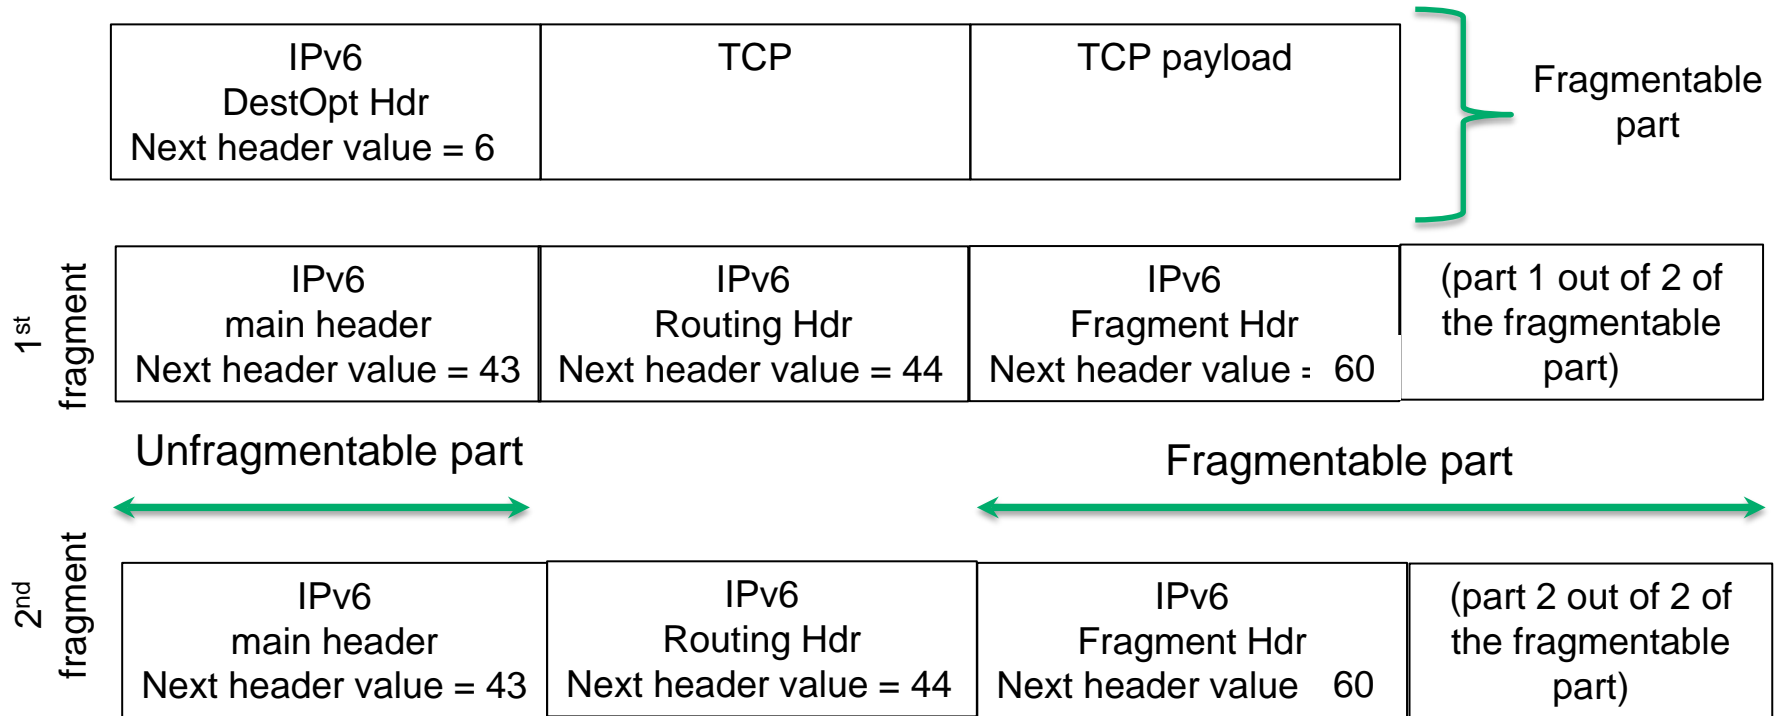 IPv6
DestOpt Hdr
Next header value = 6
TCP
TCP payload
Fragmentable
part
1st
fragment
IPv6
main header
Next header value = 43
IPv6
Routing Hdr
Next header value = 44
IPv6
Fragment Hdr
Next header value = 60
(part 1 out of 2 of
the fragmentable
part)
Unfragmentable part
Fragmentable part
2nd
fragment
IPv6
main header
Next header value = 43
IPv6
Routing Hdr
Next header value = 44
IPv6
Fragment Hdr
Next header value 60
(part 2 out of 2 of
the fragmentable
part)